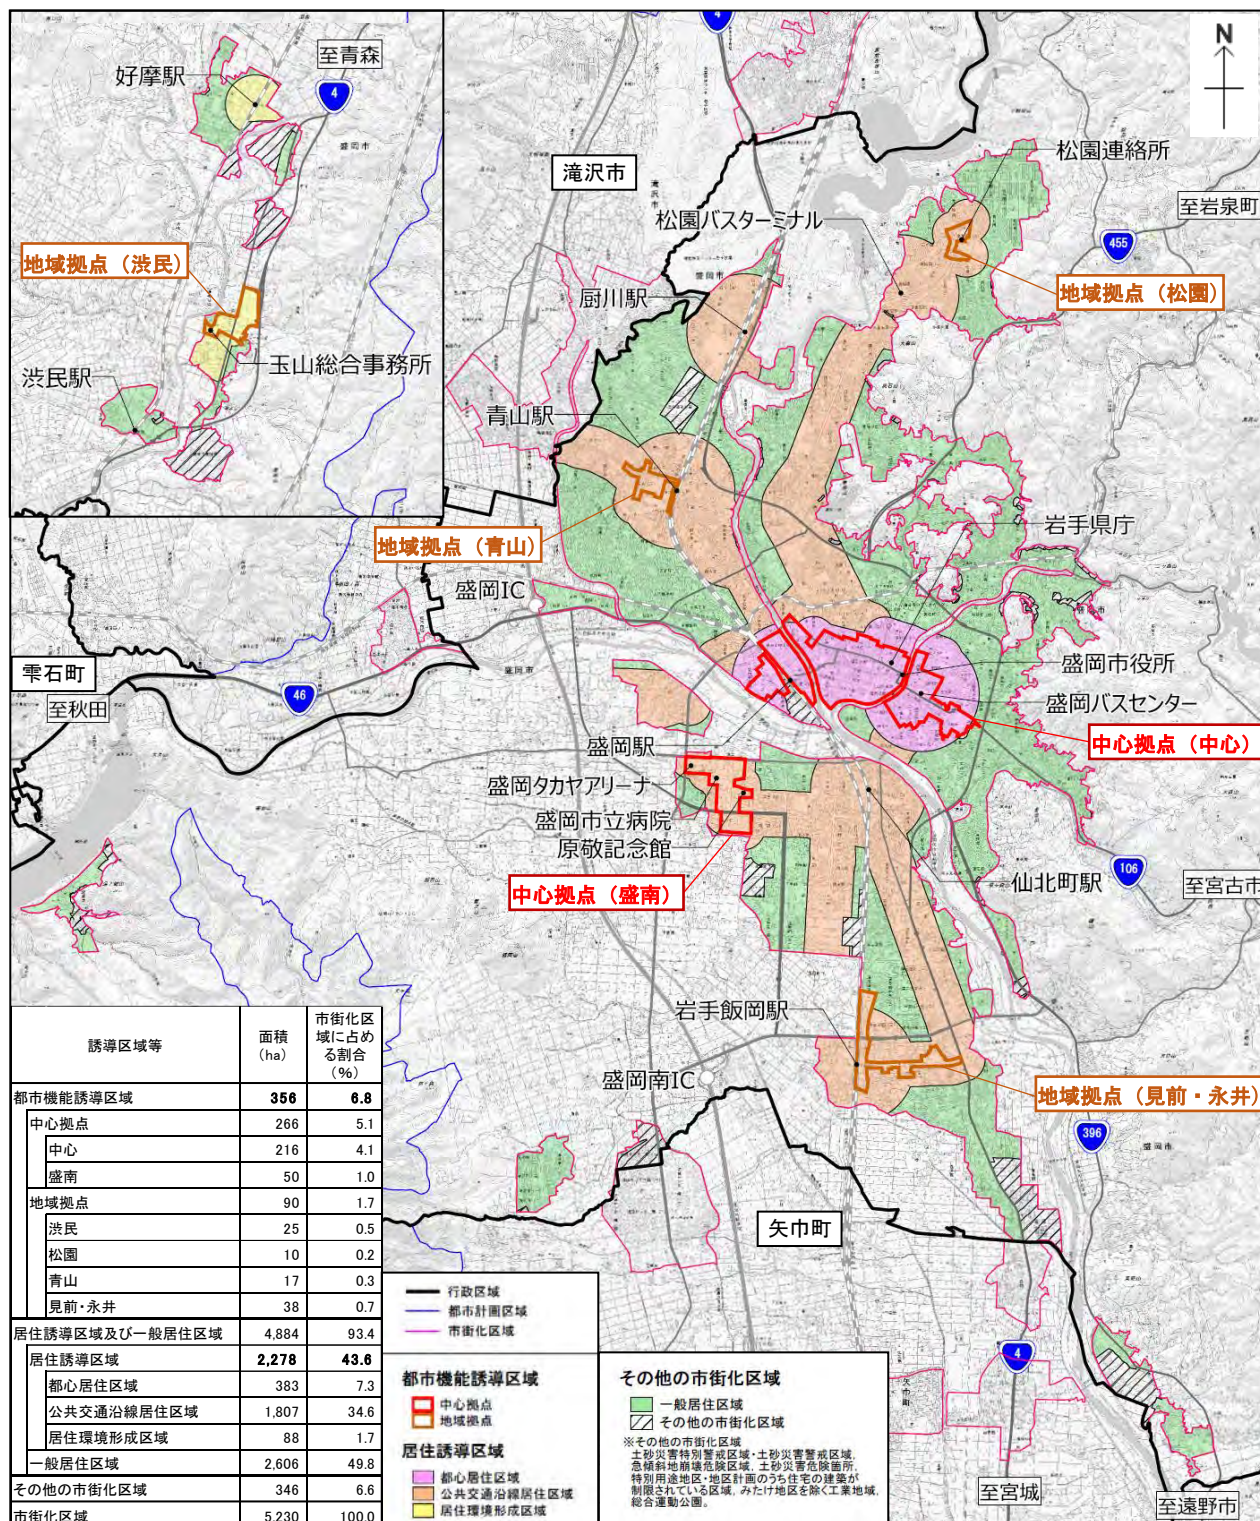 好摩駅
至青森
4
地域拠点（渋民）
玉山総合事務所
渋民駅
4
N
松園連絡所
滝沢市
松園バスターミナル
至岩泉町
455
地域拠点（松園）
厨川駅
青山駅
地域拠点（青山）
岩手県庁
盛岡IC
盛岡市役所
盛岡バスセンター
中心拠点（中心）
雫石町
至秋田
46
盛岡駅
盛岡タカヤアリーナ
盛岡市立病院
原敬記念館
中心拠点（盛南）
仙北町駅
106
至宮古市
岩手飯岡駅
盛岡南IC
地域拠点（見前・永井）
396
矢巾町
4
至宮城
至遠野市
誘導区域等 面積（ha） 市街化区域に占める割合（%）
都市機能誘導区域 356 6.8
中心拠点 266 5.1
中心 216 4.1
盛南 50 1.0
地域拠点 90 1.7
渋民 25 0.5
松園 10 0.2
青山 17 0.3
見前・永井 38 0.7
居住誘導区域及び一般居住区域 4,884 93.4
居住誘導区域 2,278 43.6
都心居住区域 383 7.3
公共交通沿線居住区域 1,807 34.6
居住環境形成区域 88 1.7
一般居住区域 2,606 49.8
その他の市街化区域 346 6.6
市街化区域 5,230 100.0
行政区域
都市計画区域
市街化区域
都市機能誘導区域
中心拠点
地域拠点
居住誘導区域
都心居住区域
公共交通沿線居住区域
居住環境形成区域
その他の市街化区域
一般居住区域
その他の市街化区域
※その他の市街化区域
土砂災害特別警戒区域・土砂災害警戒区域、
急傾斜地崩壊危険区域、土砂災害危険箇所、
特別用途地区・地区計画のうち住宅の建築が
制限されている区域、みたけ地区を除く工業地域、
総合運動公園。